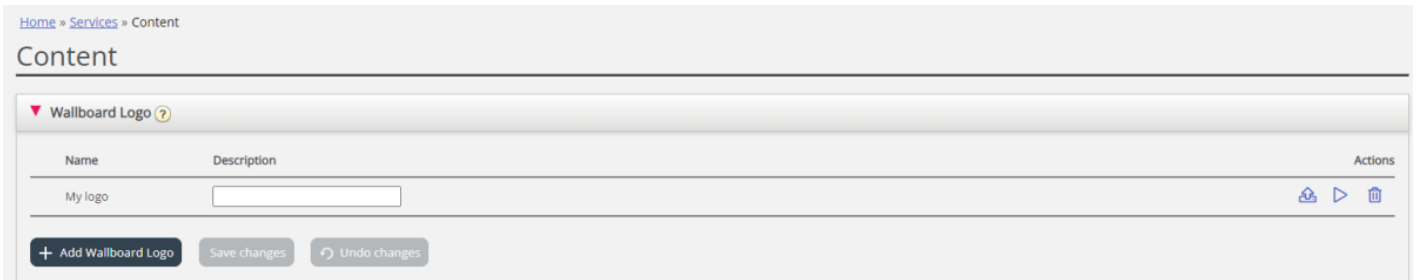 Home » Services » Content
Content
Wallboard Logo ?
Name Description Actions
My logo
+ Add Wallboard Logo Save changes Undo changes